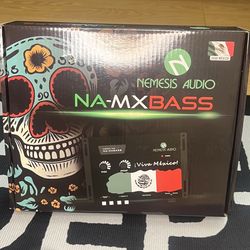 N
NEMESIS AUDIO
NA-MXBASS
NEMESIS AUDIO
¡Viva México!